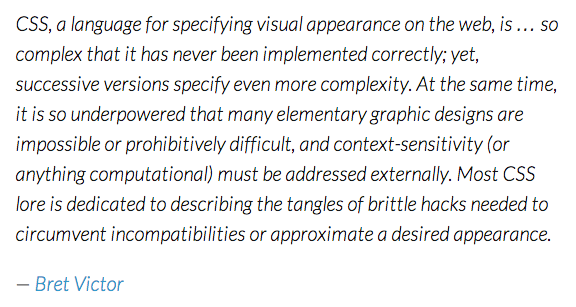 CSS, a language for specifying visual appearance on the web, is … so
complex that it has never been implemented correctly; yet,
successive versions specify even more complexity. At the same time,
it is so underpowered that many elementary graphic designs are
impossible or prohibitively difficult, and context-sensitivity (or
anything computational) must be addressed externally. Most CSS
lore is dedicated to describing the tangles of brittle hacks needed to
circumvent incompatibilities or approximate a desired appearance.
— Bret Victor